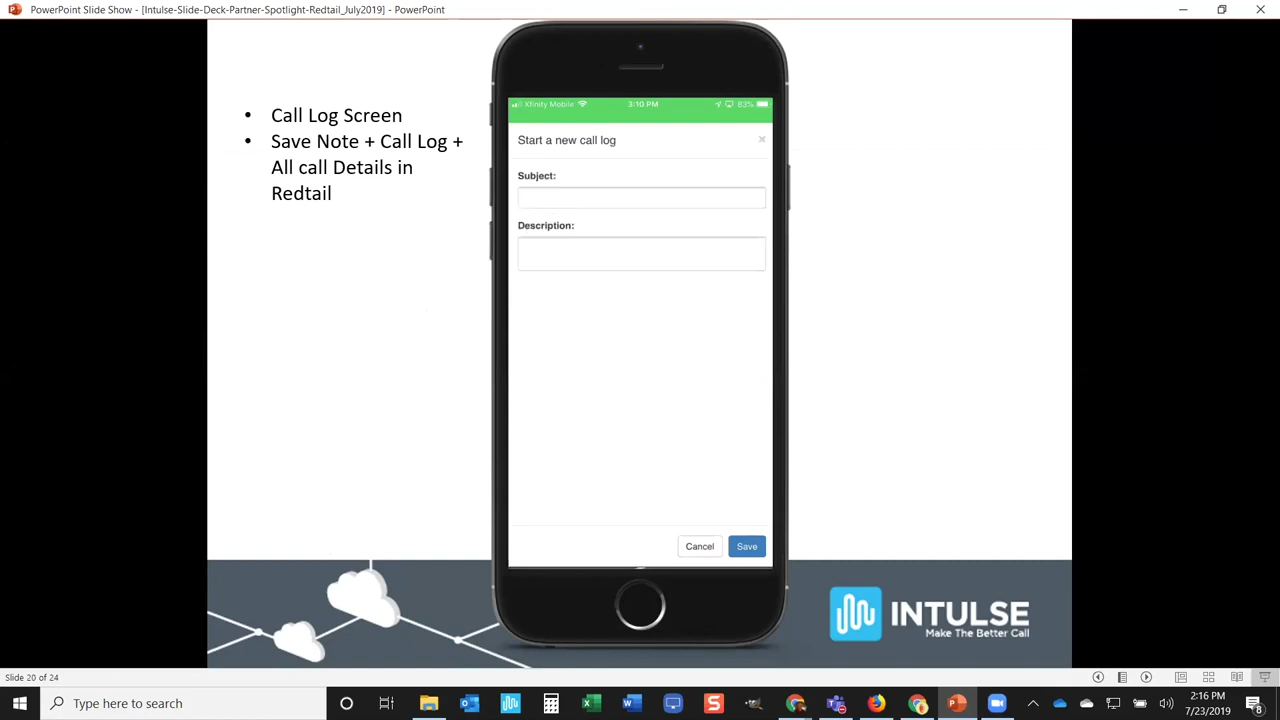 PowerPoint Slide Show - [Intulse-Slide-Deck-Partner-Spotlight-Redtail_July2019] - PowerPoint
• Call Log Screen
• Save Note + Call Log +
All call Details in
Redtail
Xfinity Mobile
3:10 PM
83%
Start a new call log
×
Subject:
Description:
Cancel
Save
INTULSE
Make The Better Call
Slide 20 of 24
Type here to search
2:16 PM
7/23/2019
8